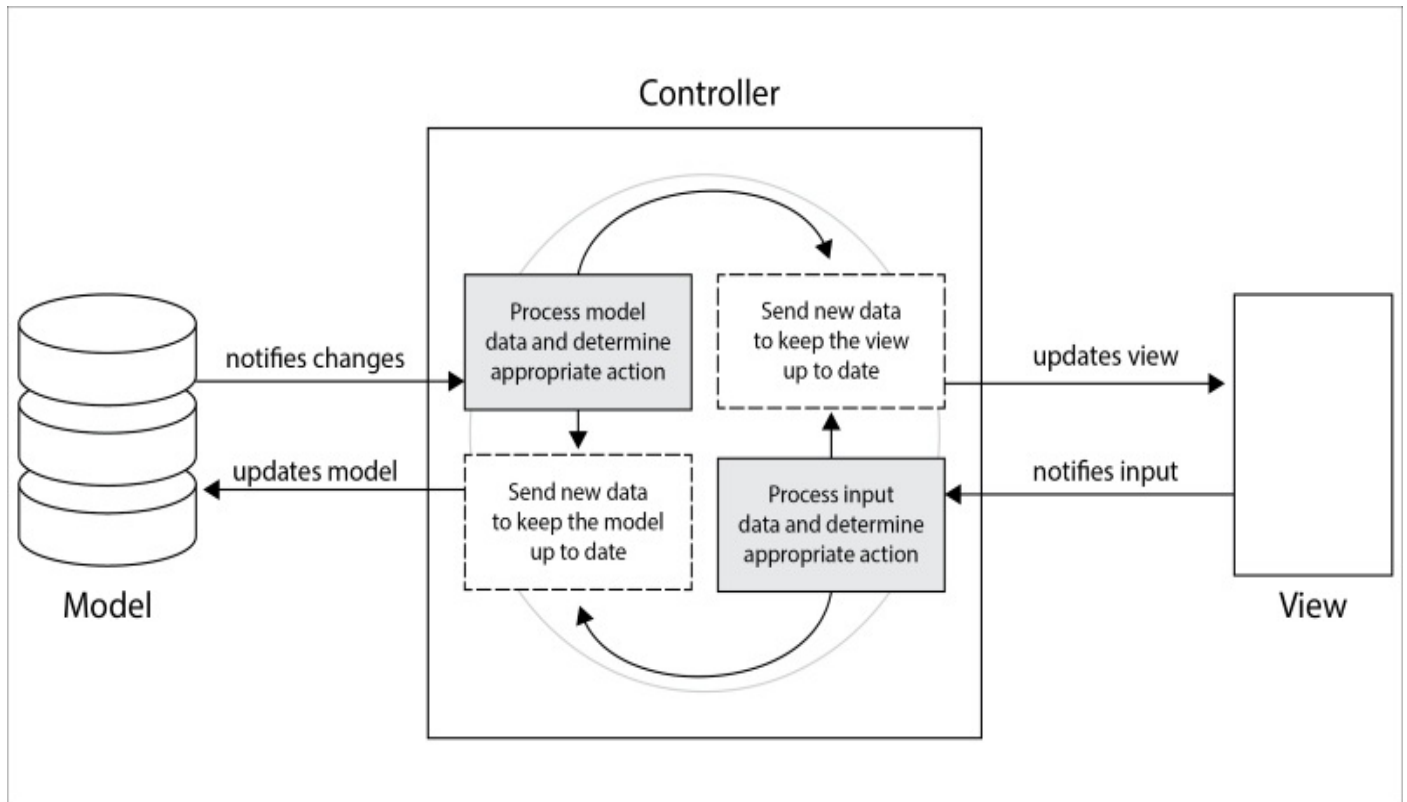 Controller
Process model
data and determine
appropriate action
Send new data
to keep the view
up to date
notifies changes
updates view
updates model
notifies input
Send new data
to keep the model
up to date
Process input
data and determine
appropriate action
Model
View